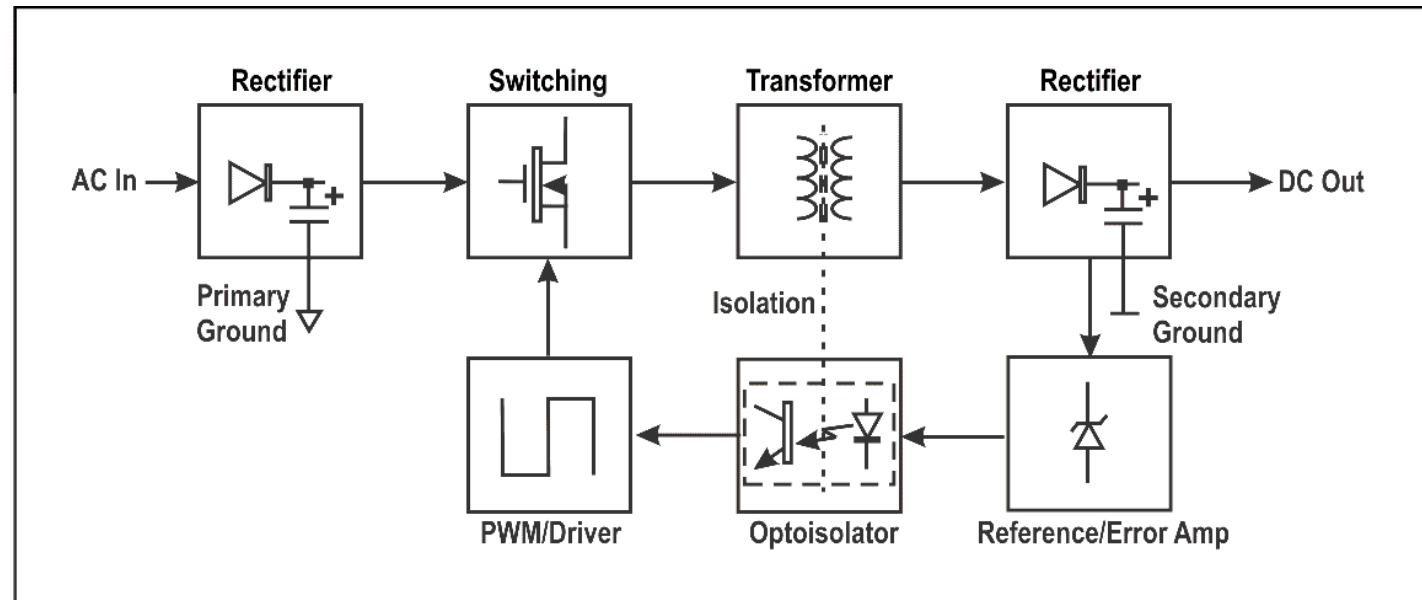 Rectifier
Switching
Transformer
Rectifier
AC In
+
+
DC Out
Primary
Ground
Isolation
Secondary
Ground
PWM/Driver
Optoisolator
Reference/Error Amp